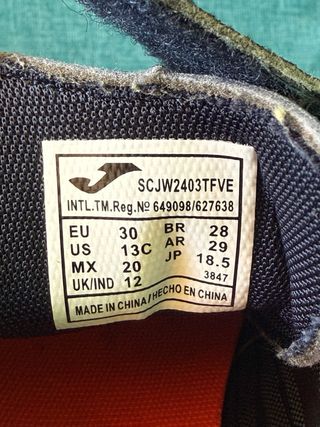 SCJW2403TFVE
INTL.TM.Reg.Nº 649098/627638
EU 30 BR 28
US 13C AR 29
MX 20 JP 18.5
UK/IND 12 3847
MADE IN CHINA/HECHO EN CHINA